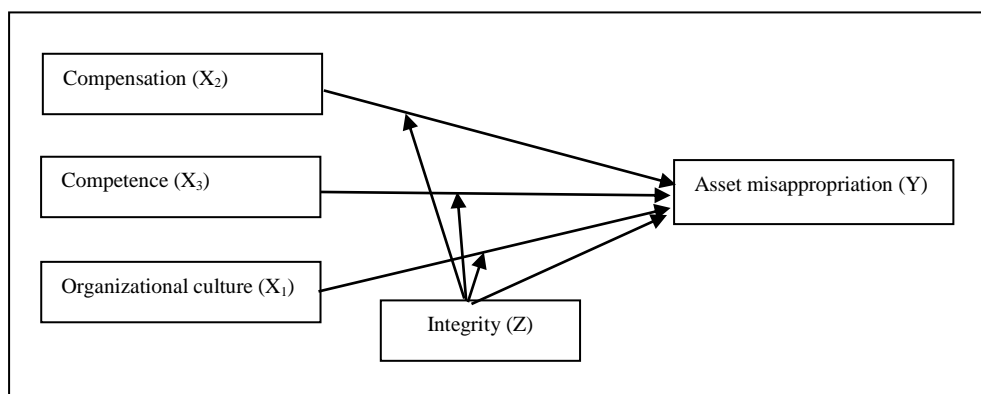 Compensation (X₂)
Competence (X₃)
Asset misappropriation (Y)
Organizational culture (X₁)
Integrity (Z)